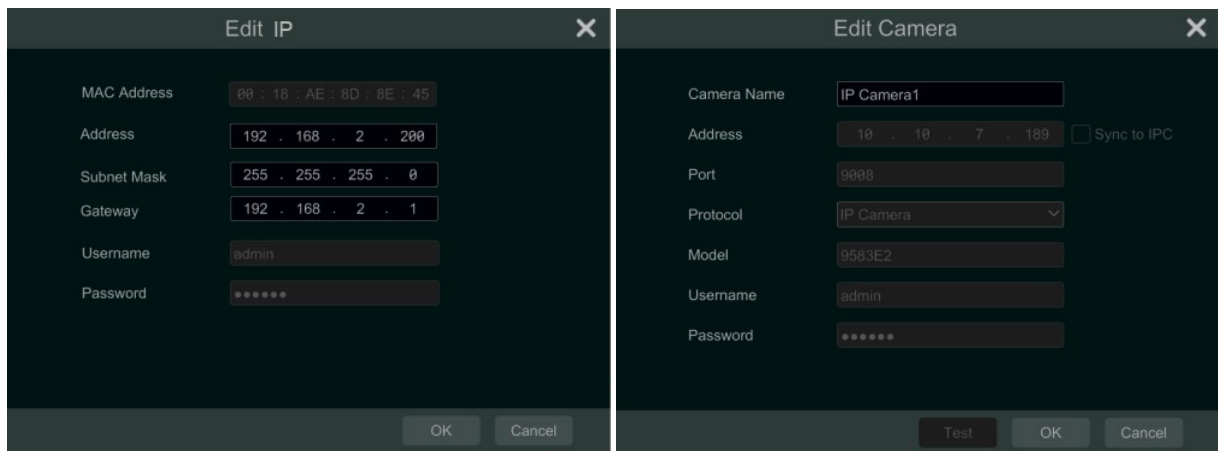 Edit IP
MAC Address 00 : 18 : AE : 8D : 8E : 45
Address 192 . 168 . 2 . 200
Subnet Mask 255 . 255 . 255 . 0
Gateway 192 . 168 . 2 . 1
Username admin
Password ●●●●●●
OK Cancel
Edit Camera
Camera Name IP Camera1
Address 10 . 10 . 7 . 189 Sync to IPC
Port 9008
Protocol IP Camera
Model 9583E2
Username admin
Password ●●●●●●
Test OK Cancel